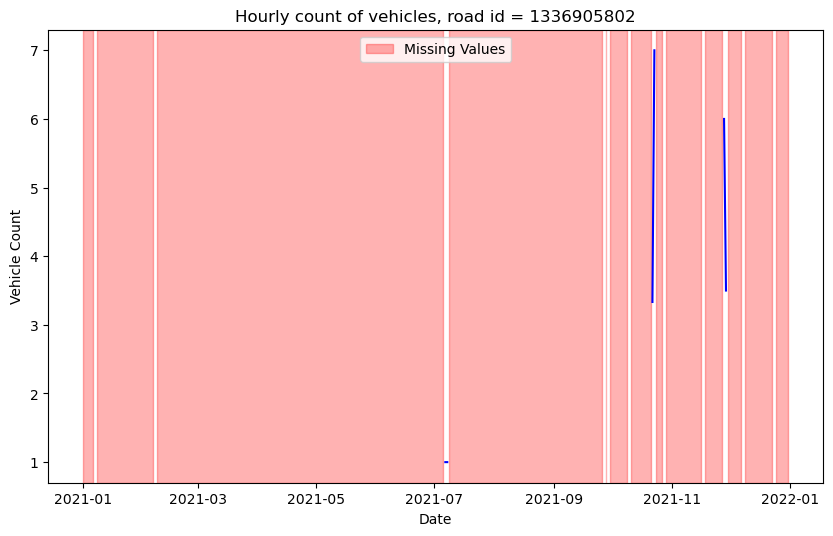 Hourly count of vehicles, road id = 1336905802
Missing Values
Vehicle Count
7
6
5
4
3
2
1
2021-01 2021-03 2021-05 2021-07 2021-09 2021-11 2022-01
Date